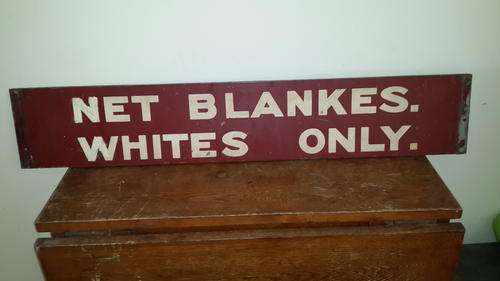 NET BLANKES.
WHITES ONLY.